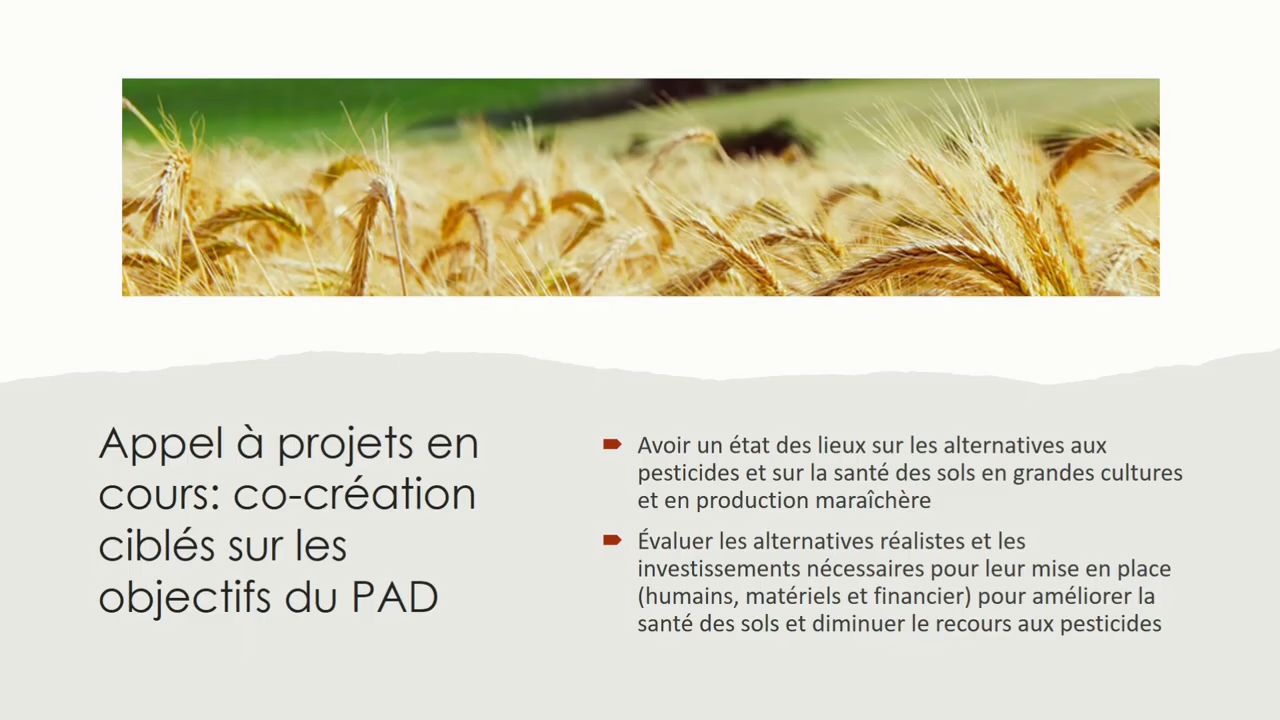 Appel à projets en
cours: co-création
ciblés sur les
objectifs du PAD
Avoir un état des lieux sur les alternatives aux
pesticides et sur la santé des sols en grandes cultures
et en production maraîchère
Évaluer les alternatives réalistes et les
investissements nécessaires pour leur mise en place
(humains, matériels et financier) pour améliorer la
santé des sols et diminuer le recours aux pesticides